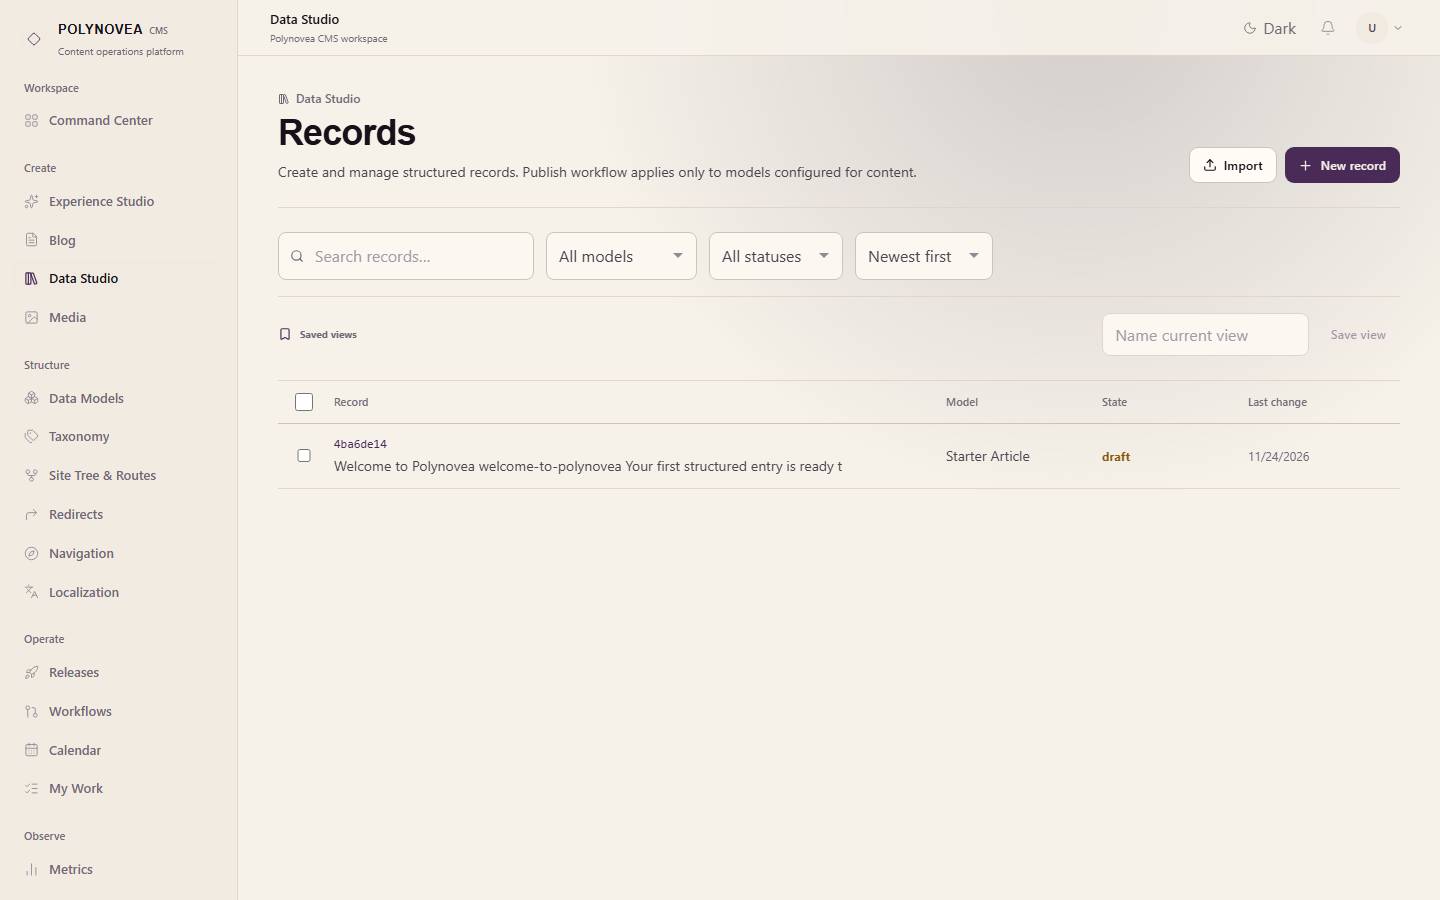 POLYNOVEA CMS
Content operations platform
Workspace
Command Center
Create
Experience Studio
Blog
Data Studio
Media
Structure
Data Models
Taxonomy
Site Tree & Routes
Redirects
Navigation
Localization
Operate
Releases
Workflows
Calendar
My Work
Observe
Metrics
Data Studio
Polynovea CMS workspace
Dark
U
Data Studio
Records
Create and manage structured records. Publish workflow applies only to models configured for content.
Import
New record
Search records...
All models
All statuses
Newest first
Saved views
Name current view
Save view
Record Model State Last change
4ba6de14
Welcome to Polynovea welcome-to-polynovea Your first structured entry is ready t
Starter Article
draft
11/24/2026